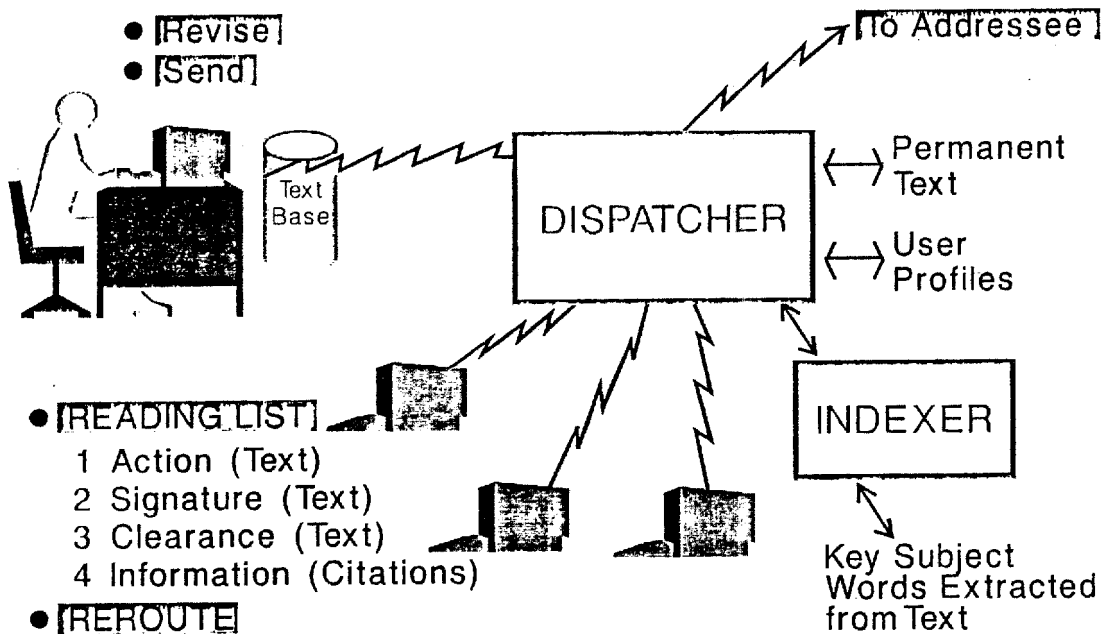 ● [Revise]
● [Send]
[To Addressee]
Text
Base
DISPATCHER
Permanent
Text
User
Profiles
INDEXER
Key Subject
Words Extracted
from Text
● [READING LIST]
1 Action (Text)
2 Signature (Text)
3 Clearance (Text)
4 Information (Citations)
● [REROUTE]